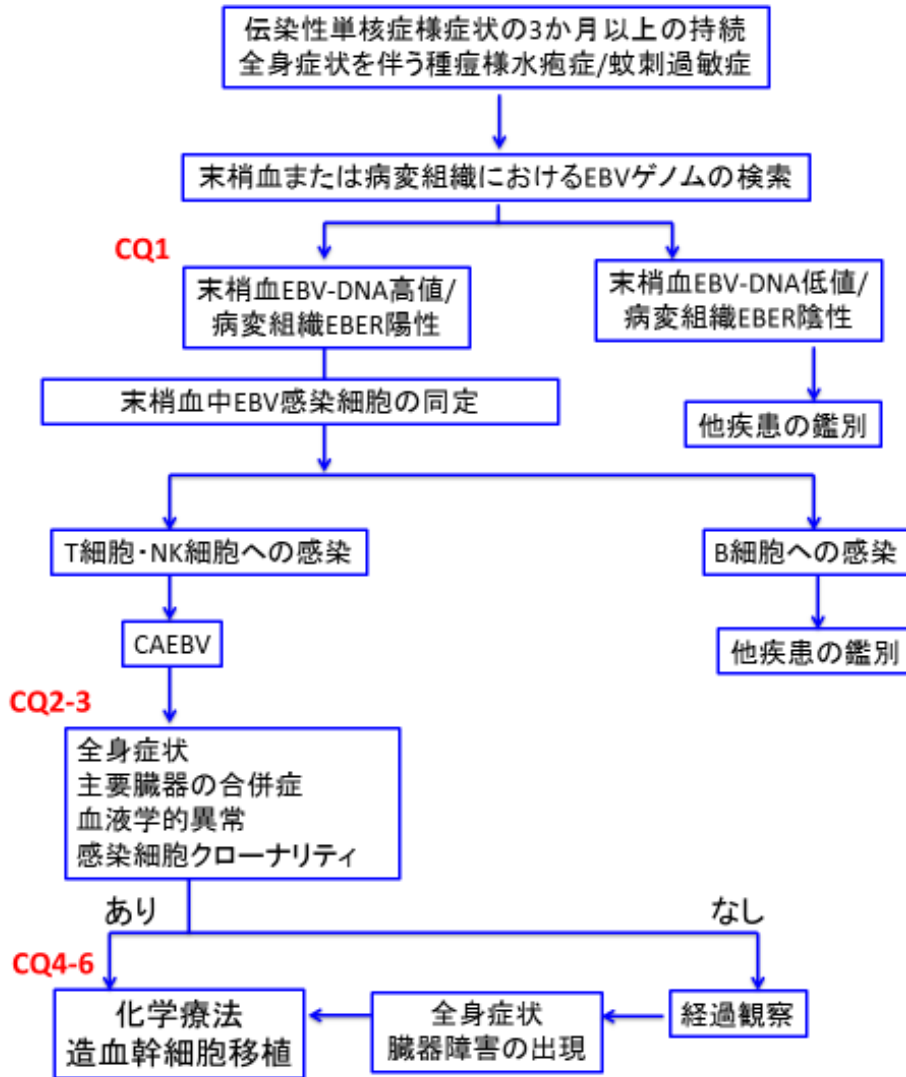 伝染性単核症様症状の3か月以上の持続
全身症状を伴う種痘様水疱症/蚊刺過敏症
末梢血または病変組織におけるEBVゲノムの検索
CQ1
末梢血EBV-DNA高値/
病変組織EBER陽性
末梢血EBV-DNA低値/
病変組織EBER陰性
末梢血中EBV感染細胞の同定
他疾患の鑑別
T細胞・NK細胞への感染
B細胞への感染
CAEBV
他疾患の鑑別
CQ2-3
全身症状
主要臓器の合併症
血液学的異常
感染細胞クローナリティ
あり
なし
CQ4-6
化学療法
造血幹細胞移植
全身症状
臓器障害の出現
経過観察